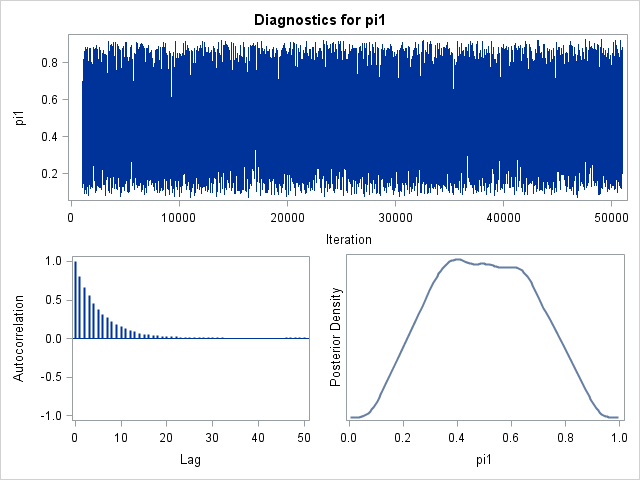 Diagnostics for pi1
pi1
0.8
0.6
0.4
0.2
0 10000 20000 30000 40000 50000
Iteration
Autocorrelation
1.0
0.5
0.0
-0.5
-1.0
0 10 20 30 40 50
Lag
Posterior Density
0.0 0.2 0.4 0.6 0.8 1.0
pi1